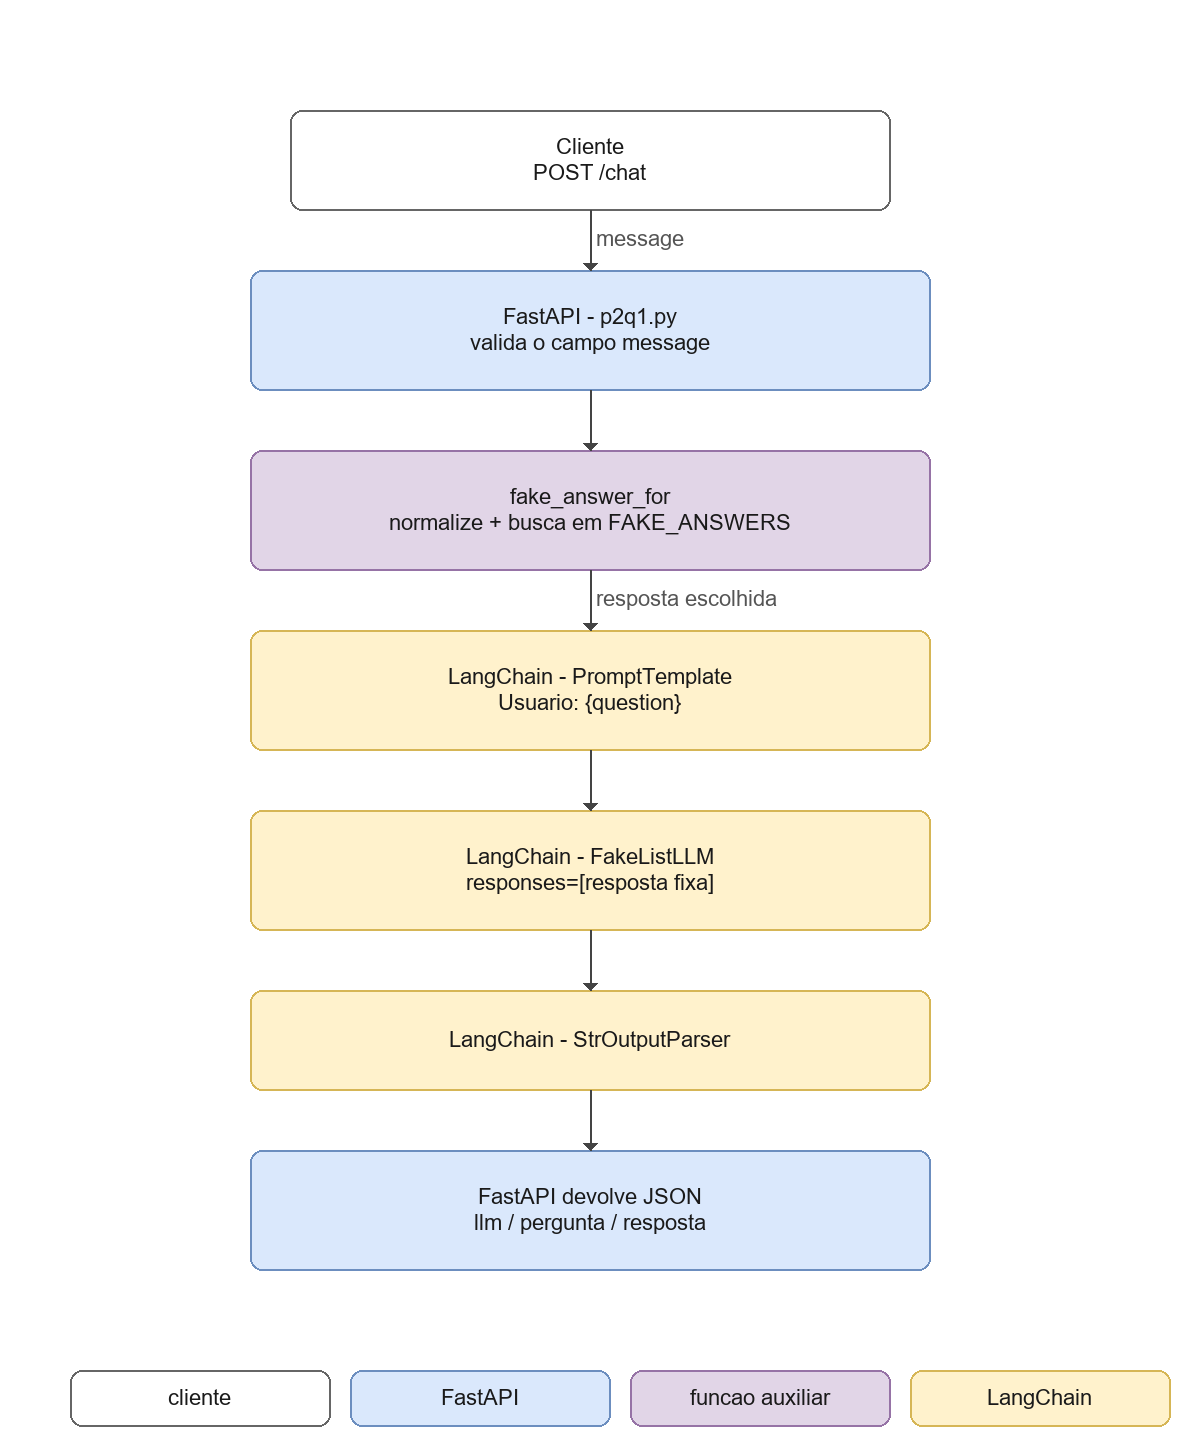 Cliente
POST /chat
message
FastAPI - p2q1.py
valida o campo message
fake_answer_for
normalize + busca em FAKE_ANSWERS
resposta escolhida
LangChain - PromptTemplate
Usuario: {question}
LangChain - FakeListLLM
responses=[resposta fixa]
LangChain - StrOutputParser
FastAPI devolve JSON
llm / pergunta / resposta
cliente
FastAPI
funcao auxiliar
LangChain